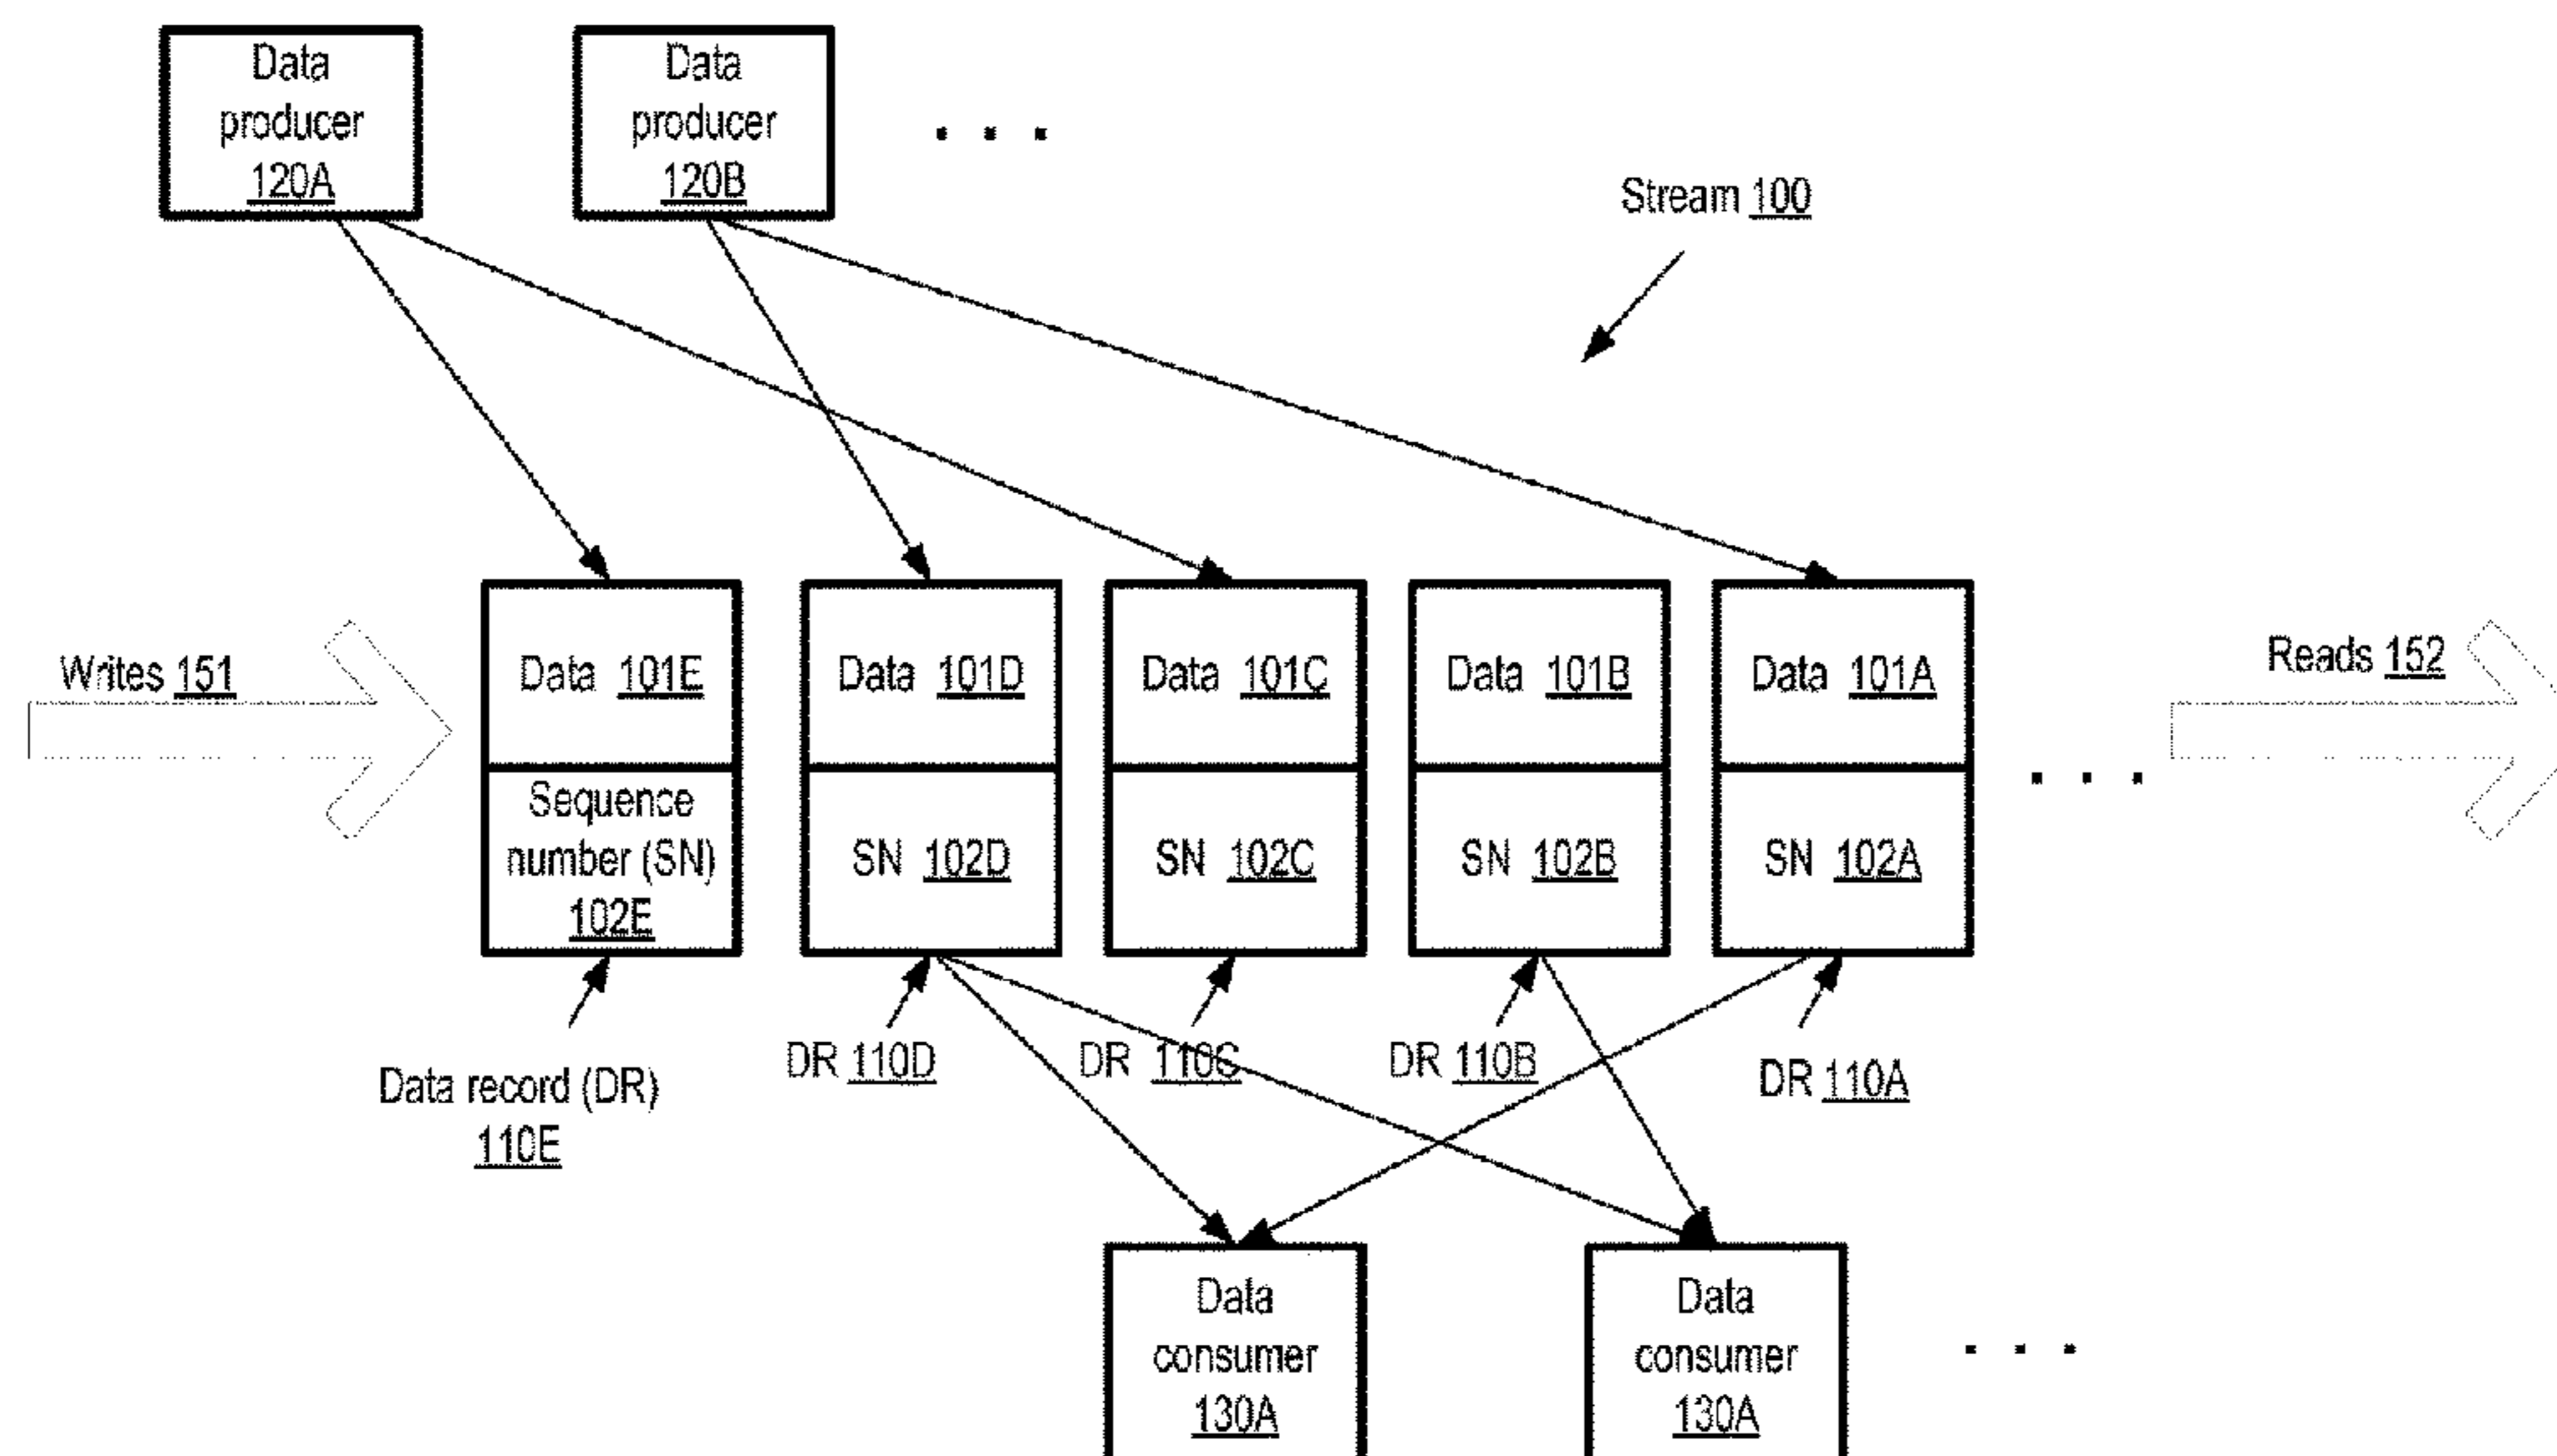 Data
producer
120A
Data
producer
120B
Stream 100
Writes 151
Reads 152
Data 101E
Data 101D
Data 101C
Data 101B
Data 101A
Sequence
number (SN)
102E
SN 102D
SN 102C
SN 102B
SN 102A
Data record (DR)
110E
DR 110D
DR 110C
DR 110B
DR 110A
Data
consumer
130A
Data
consumer
130A